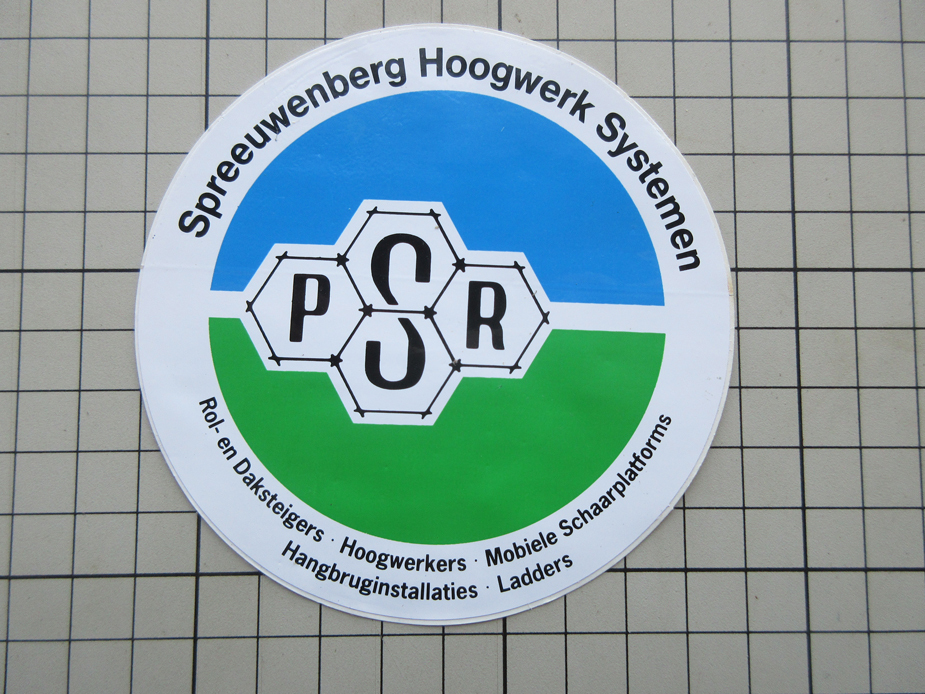 Spreeuwenberg Hoogwerk Systemen
PSR
Rol- en Daksteigers · Hoogwerkers · Mobiele Schaarplatforms
Hangbruginstallaties · Ladders